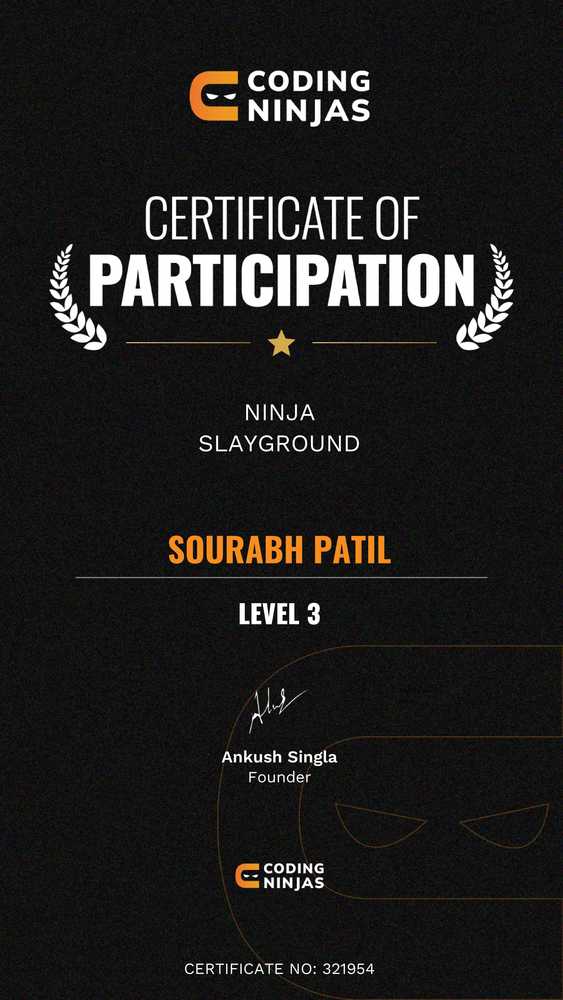 CODING
NINJAS
CERTIFICATE OF
PARTICIPATION
NINJA
SLAYGROUND
SOURABH PATIL
LEVEL 3
Ankush Singla
Founder
CODING
NINJAS
CERTIFICATE NO: 321954